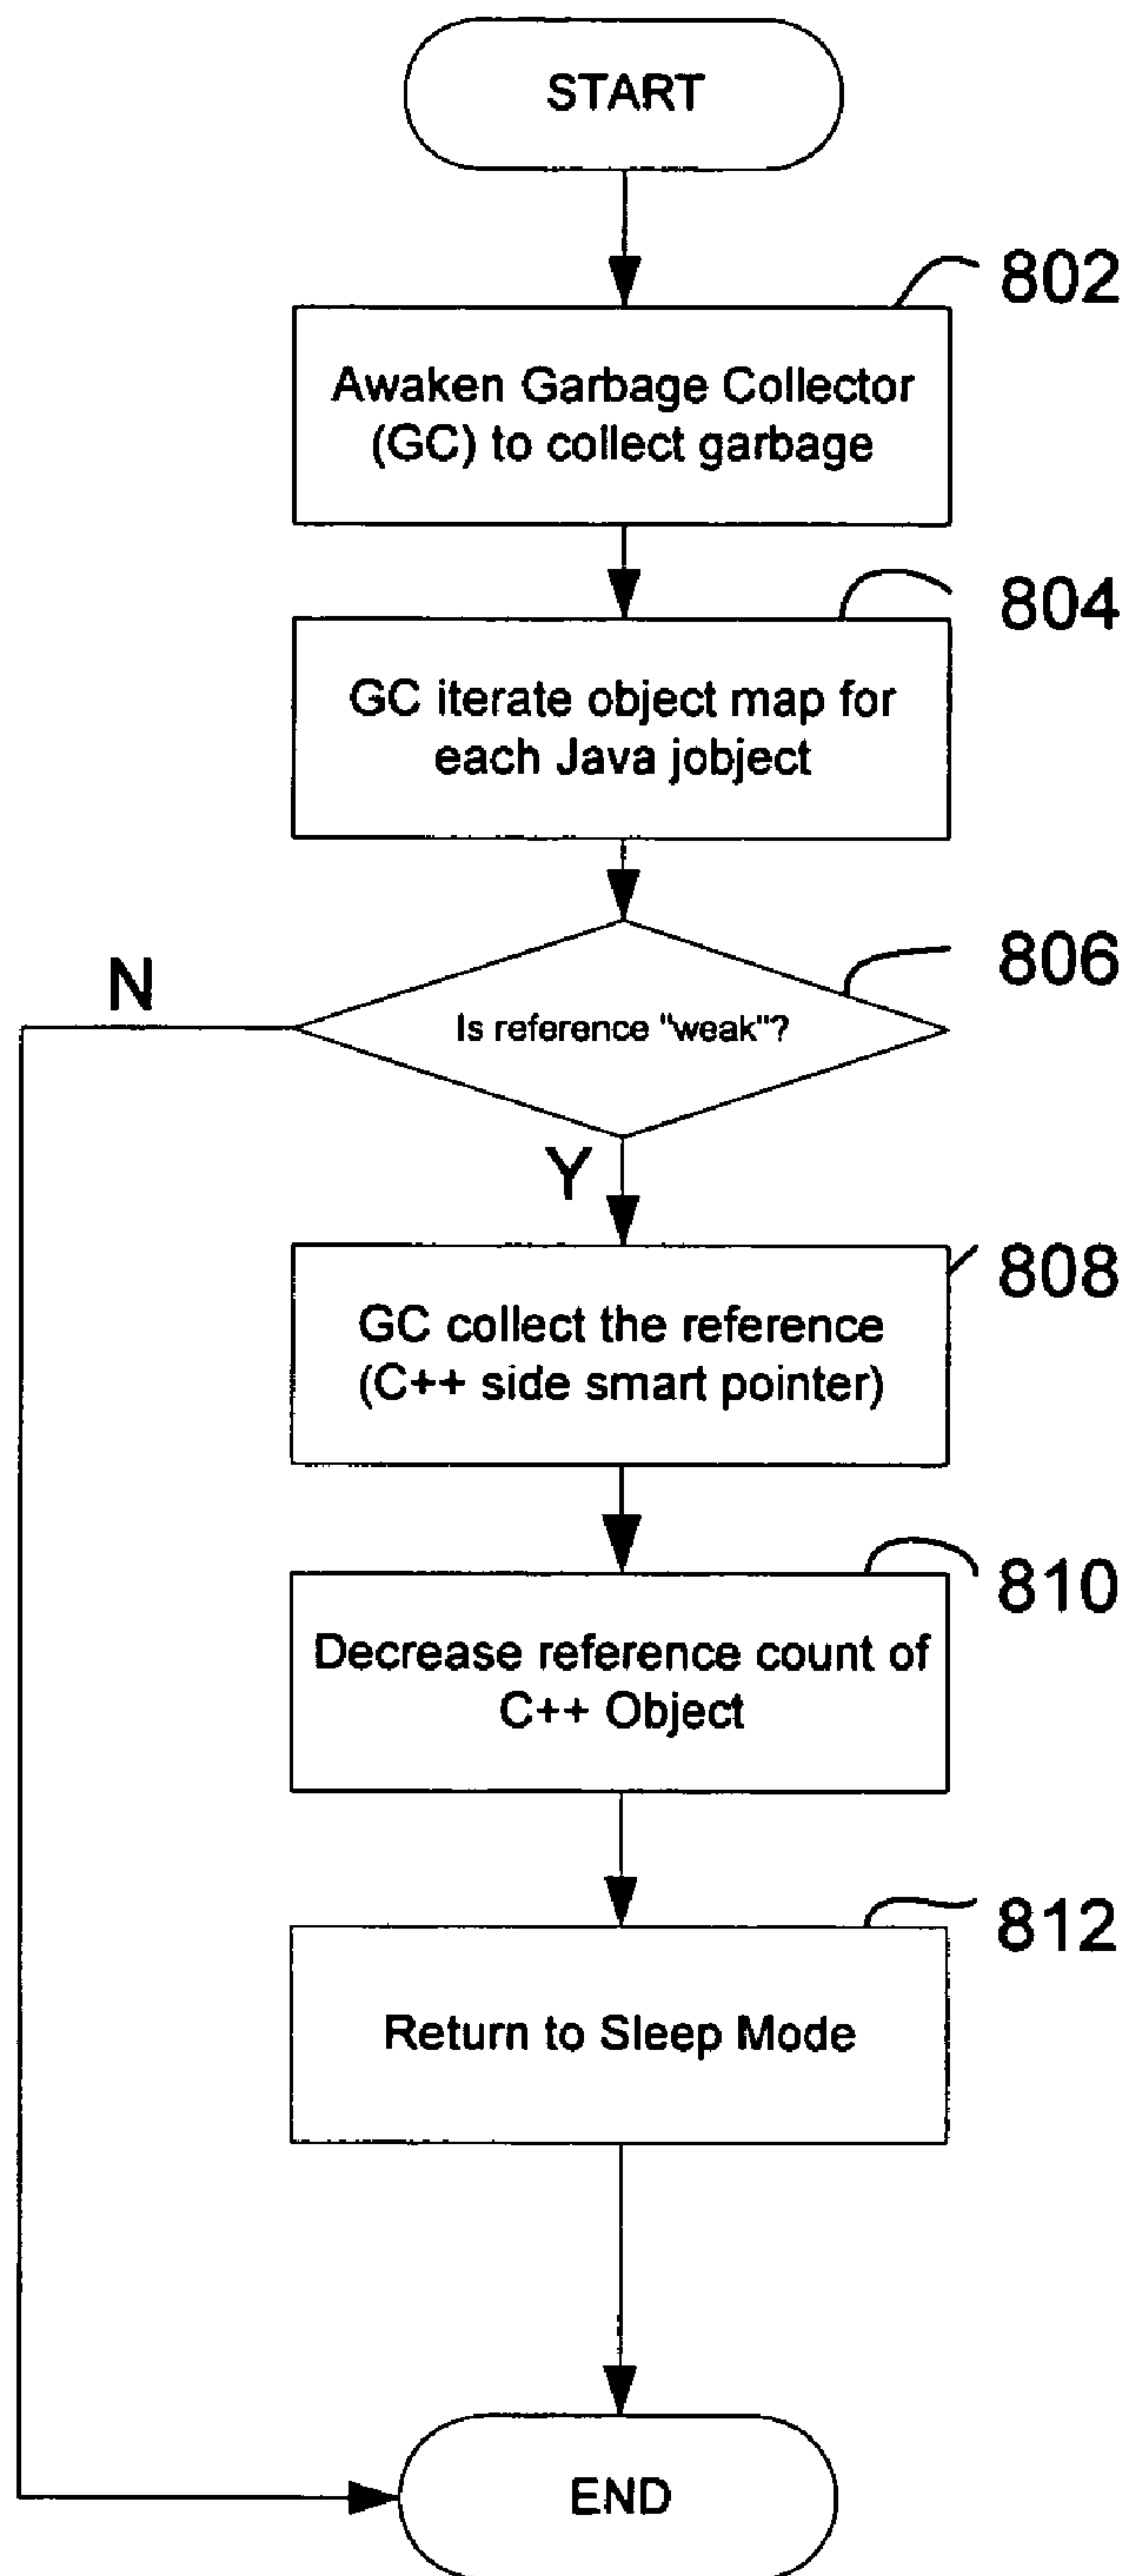 START
802
Awaken Garbage Collector
(GC) to collect garbage
804
GC iterate object map for
each Java jobject
806
N
Is reference "weak"?
Y
808
GC collect the reference
(C++ side smart pointer)
810
Decrease reference count of
C++ Object
812
Return to Sleep Mode
END